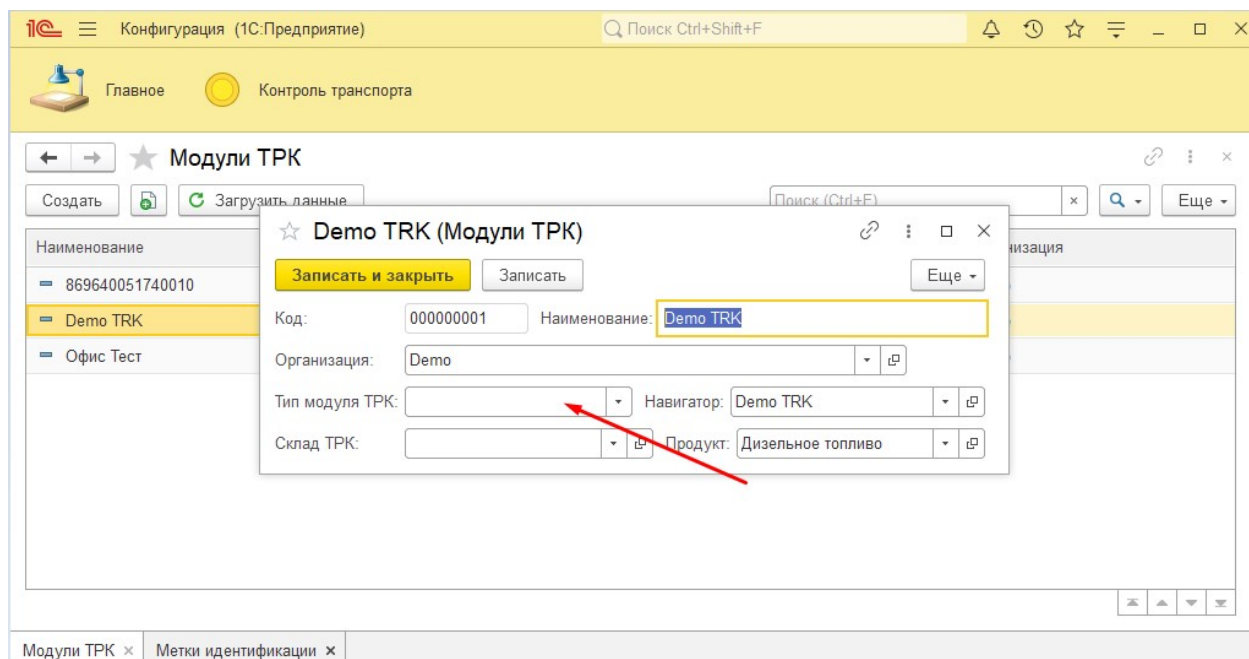 1С Конфигурация (1С:Предприятие) Поиск Ctrl+Shift+F
Главное Контроль транспорта
Модули ТРК
Создать Загрузить данные Поиск (Ctrl+F) Еще
Наименование низация
869640051740010
Demo TRK
Офис Тест
Demo TRK (Модули ТРК)
Записать и закрыть Записать Еще
Код: 000000001 Наименование: Demo TRK
Организация: Demo
Тип модуля ТРК: Навигатор: Demo TRK
Склад ТРК: Продукт: Дизельное топливо
Модули ТРК Метки идентификации